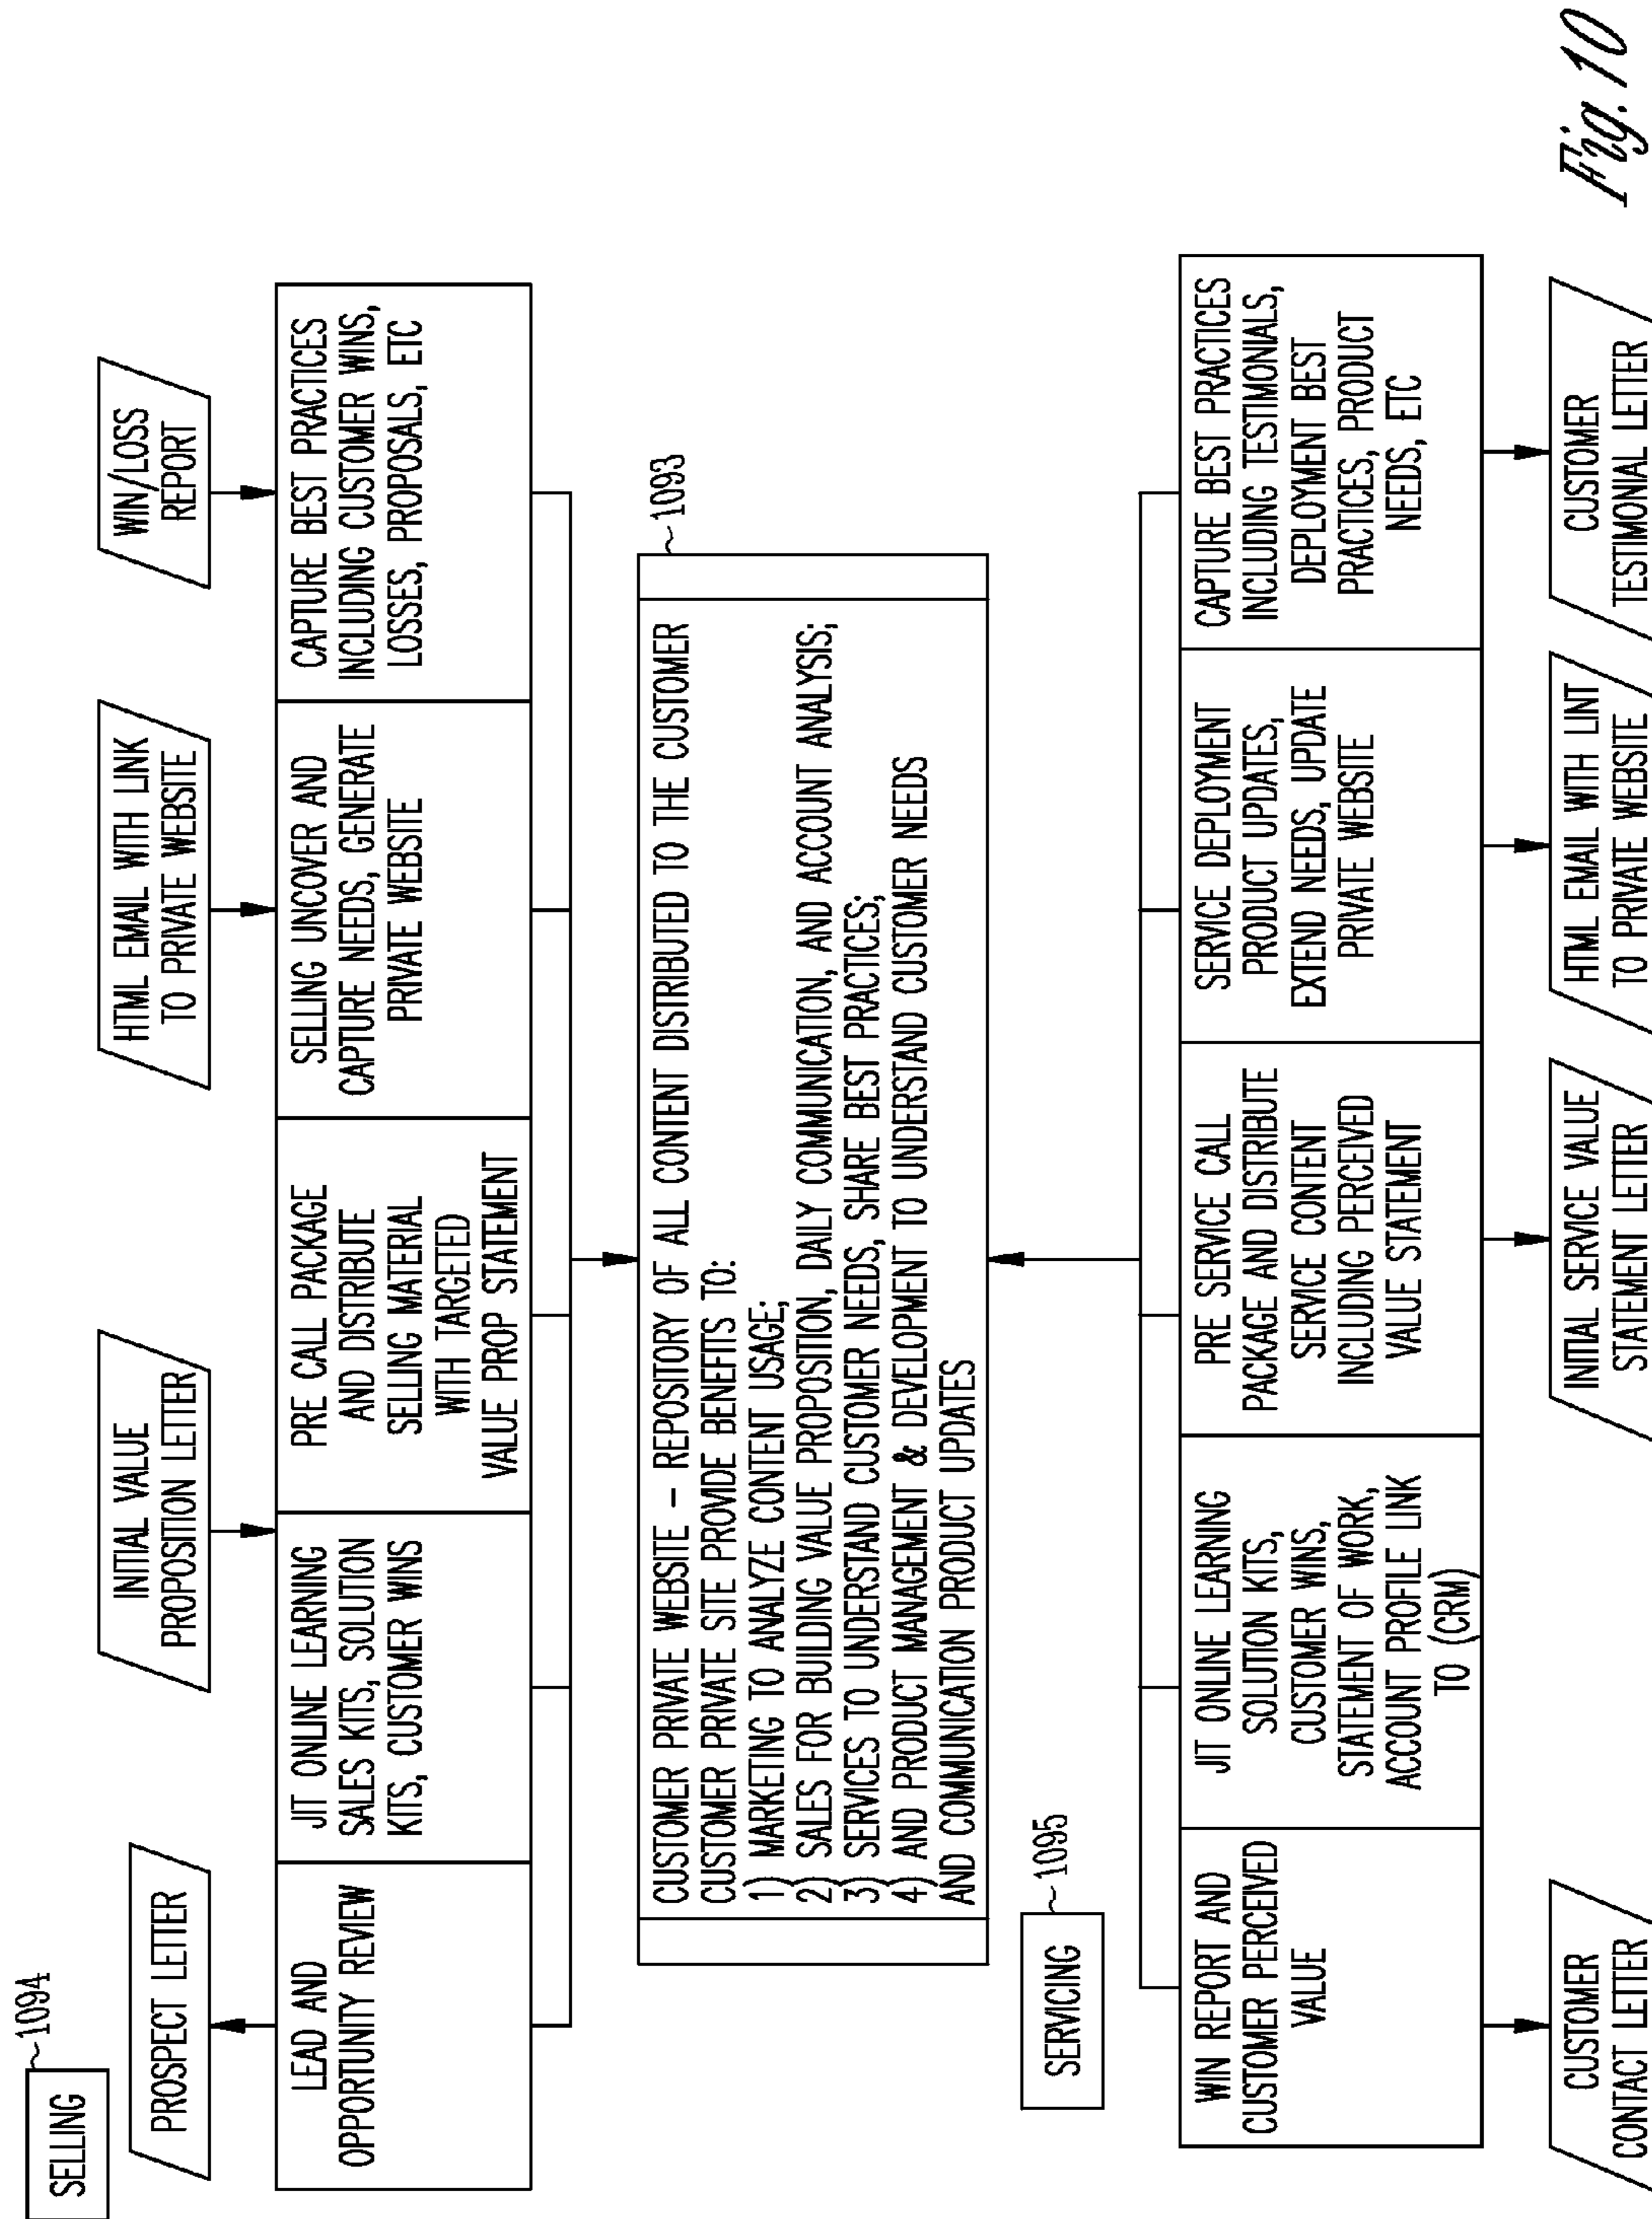 SELLING
1094
PROSPECT LETTER
INITIAL VALUE
PROPOSITION LETTER
HTML EMAIL WITH LINK
TO PRIVATE WEBSITE
WIN/LOSS
REPORT
LEAD AND
OPPORTUNITY REVIEW
JIT ONLINE LEARNING
SALES KITS, SOLUTION
KITS, CUSTOMER WINS
PRE CALL PACKAGE
AND DISTRIBUTE
SELLING MATERIAL
WITH TARGETED
VALUE PROP STATEMENT
SELLING UNCOVER AND
CAPTURE NEEDS, GENERATE
PRIVATE WEBSITE
CAPTURE BEST PRACTICES
INCLUDING CUSTOMER WINS,
LOSSES, PROPOSALS, ETC
1093
CUSTOMER PRIVATE WEBSITE – REPOSITORY OF ALL CONTENT DISTRIBUTED TO THE CUSTOMER
CUSTOMER PRIVATE SITE PROVIDE BENEFITS TO:
1) MARKETING TO ANALYZE CONTENT USAGE;
2) SALES FOR BUILDING VALUE PROPOSITION, DAILY COMMUNICATION, AND ACCOUNT ANALYSIS;
3) SERVICES TO UNDERSTAND CUSTOMER NEEDS, SHARE BEST PRACTICES;
4) AND PRODUCT MANAGEMENT & DEVELOPMENT TO UNDERSTAND CUSTOMER NEEDS
AND COMMUNICATION PRODUCT UPDATES
SERVICING
1095
WIN REPORT AND
CUSTOMER PERCEIVED
VALUE
JIT ONLINE LEARNING
SOLUTION KITS,
CUSTOMER WINS,
STATEMENT OF WORK,
ACCOUNT PROFILE LINK
TO (CRM)
PRE SERVICE CALL
PACKAGE AND DISTRIBUTE
SERVICE CONTENT
INCLUDING PERCEIVED
VALUE STATEMENT
SERVICE DEPLOYMENT
PRODUCT UPDATES,
EXTEND NEEDS, UPDATE
PRIVATE WEBSITE
CAPTURE BEST PRACTICES
INCLUDING TESTIMONIALS,
DEPLOYMENT BEST
PRACTICES, PRODUCT
NEEDS, ETC
CUSTOMER
CONTACT LETTER
INITIAL SERVICE VALUE
STATEMENT LETTER
HTML EMAIL WITH LINT
TO PRIVATE WEBSITE
CUSTOMER
TESTIMONIAL LETTER
Fig. 10